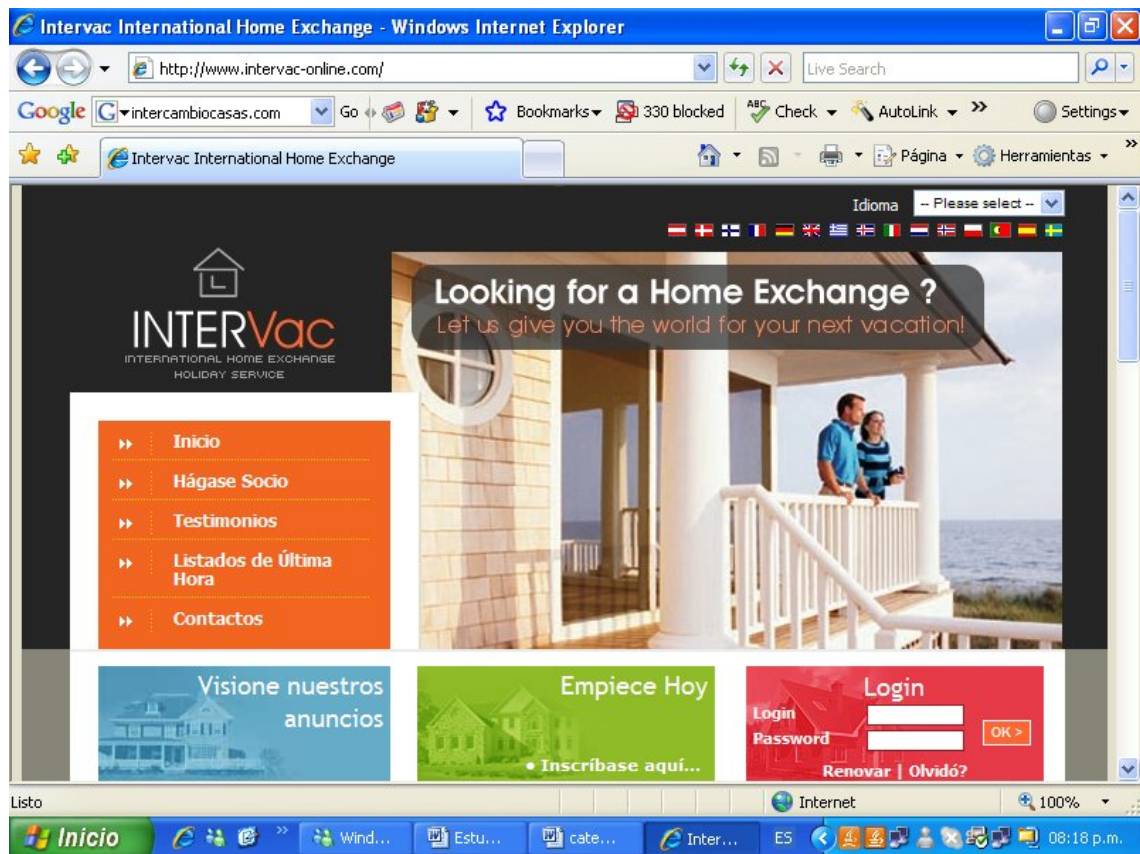 Intervac International Home Exchange - Windows Internet Explorer
http://www.intervac-online.com/
Live Search
Google G intercambiocasas.com Go Bookmarks 330 blocked ABC Check AutoLink >> Settings
Intervac International Home Exchange Página Herramientas >>
Idioma -- Please select --
Looking for a Home Exchange ?
Let us give you the world for your next vacation!
INTERVac
INTERNATIONAL HOME EXCHANGE
HOLIDAY SERVICE
Inicio
Hágase Socio
Testimonios
Listados de Última
Hora
Contactos
Visione nuestros
anuncios
Empiece Hoy
• Inscríbase aquí...
Login
Login
Password
OK >
Renovar | Olvidó?
Listo Internet 100%
Inicio >> Wind... Estu... cate... Inter... ES 08:18 p.m.